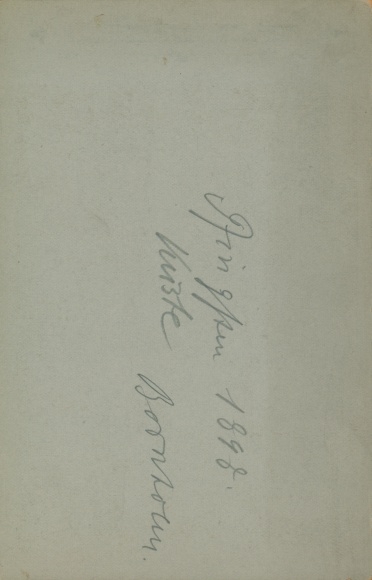 Pfingsten 1898.
Küste Bornholm.